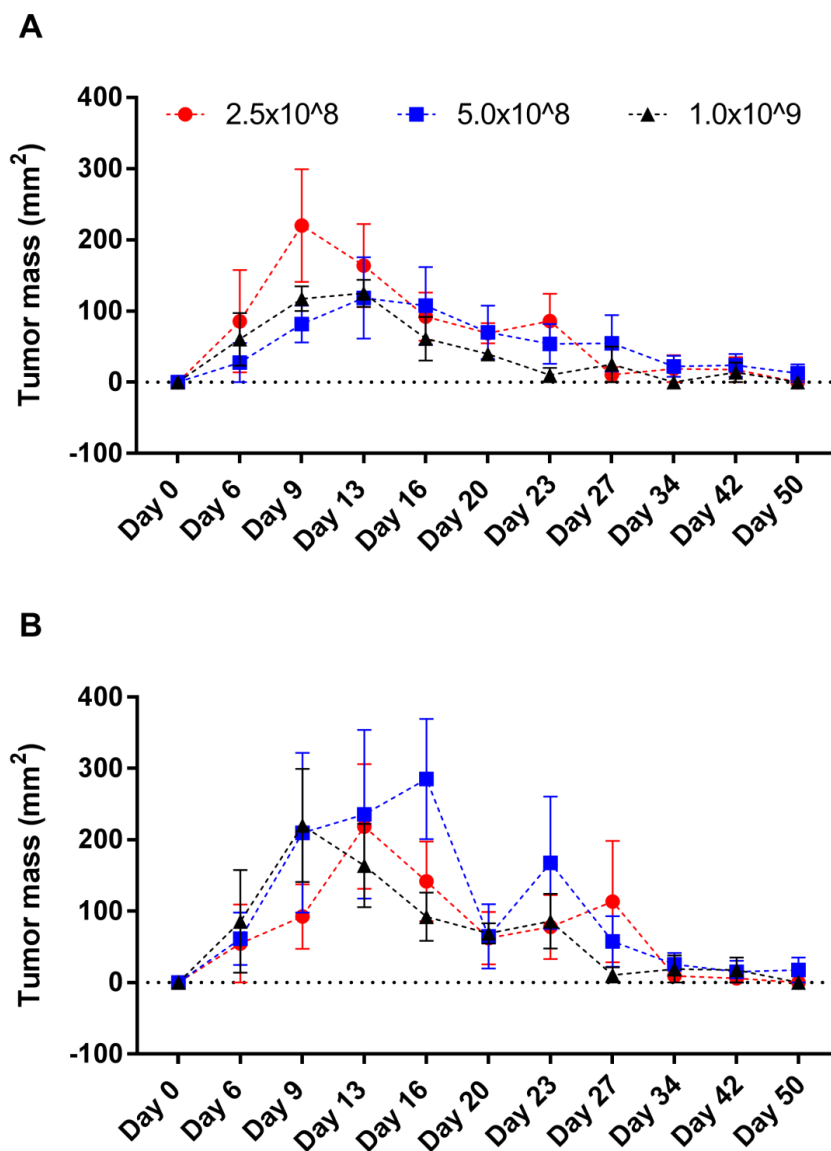 A
400
300
200
100
0
-100
Tumor mass (mm²)
2.5x10^8 5.0x10^8 1.0x10^9
Day 0 Day 6 Day 9 Day 13 Day 16 Day 20 Day 23 Day 27 Day 34 Day 42 Day 50
B
400
300
200
100
0
-100
Tumor mass (mm²)
Day 0 Day 6 Day 9 Day 13 Day 16 Day 20 Day 23 Day 27 Day 34 Day 42 Day 50